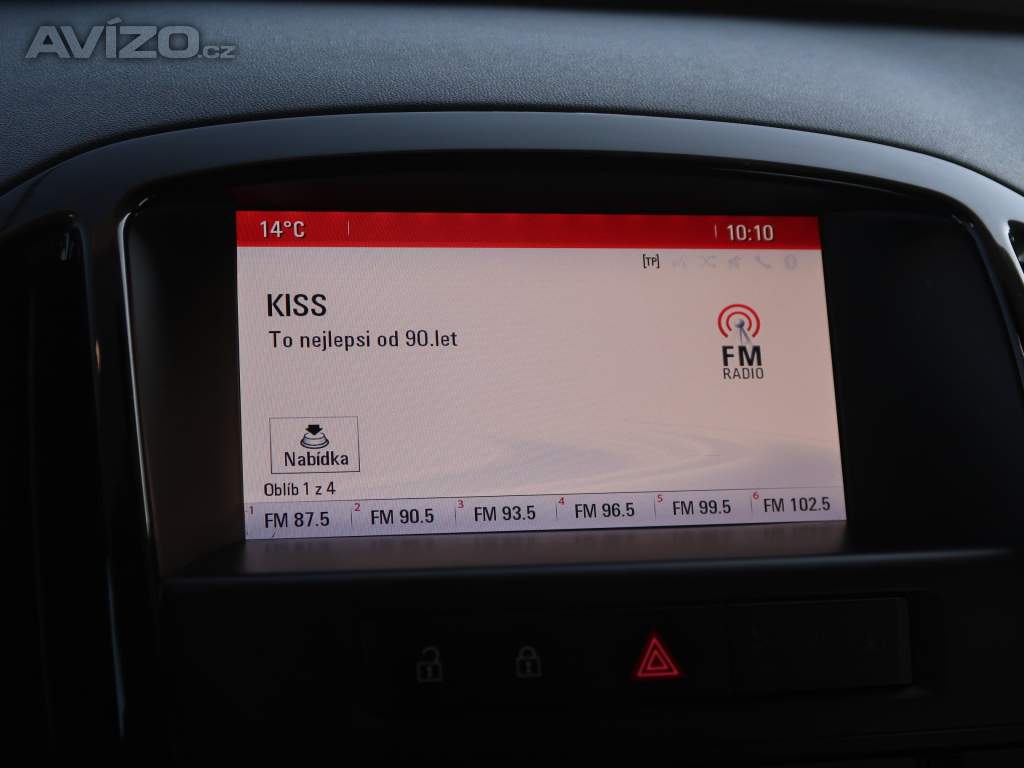 AVÍZO.cz
14°C 10:10
[TP]
KISS
To nejlepsi od 90.let
FM
RADIO
Nabídka
Oblíb 1 z 4
1 FM 87.5 2 FM 90.5 3 FM 93.5 4 FM 96.5 5 FM 99.5 6 FM 102.5